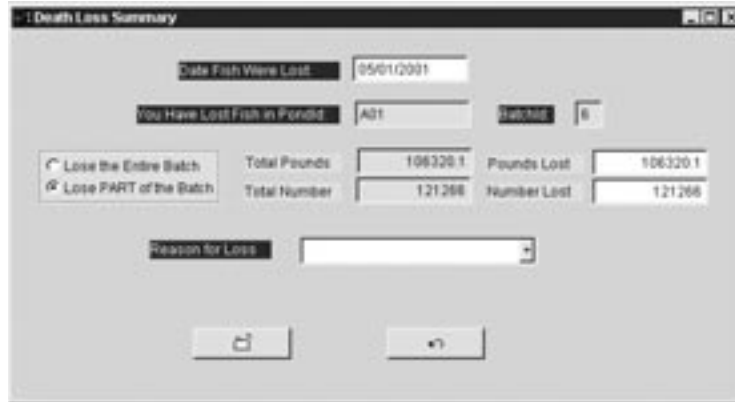 Death Loss Summary
Date Fish Were Lost: 05/01/2001
You Have Lost Fish in PondId: A01 BatchId: 6
Lose the Entire Batch Total Pounds 106320.1 Pounds Lost 106320.1
Lose PART of the Batch Total Number 121266 Number Lost 121266
Reason for Loss